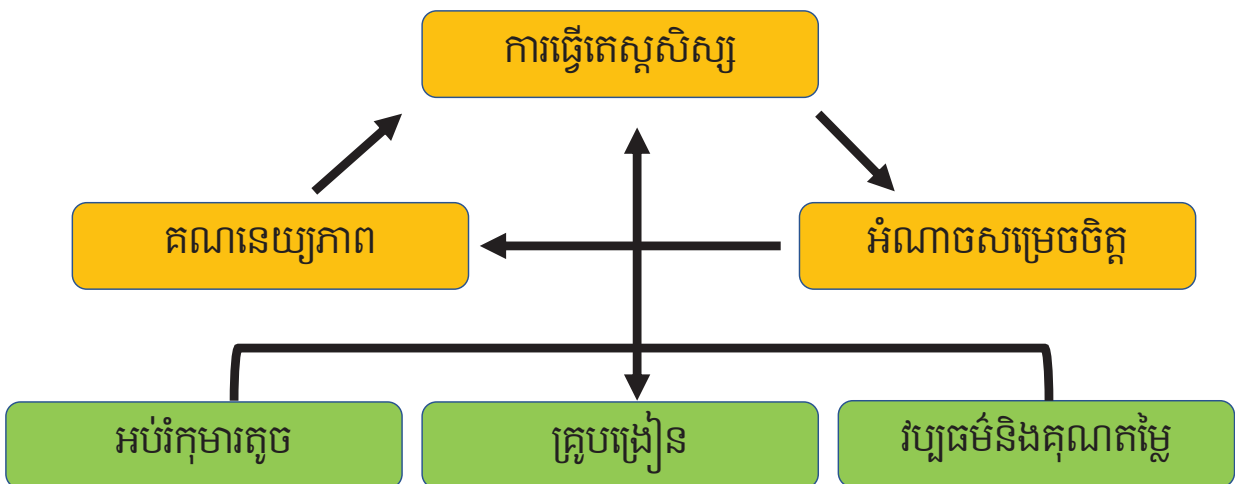 ការធ្វើតេស្តសិស្ស
គណនេយ្យភាព
អំណាចសម្រេចចិត្ត
អប់រំកុមារតូច
គ្រូបង្រៀន
វប្បធម៌និងគុណតម្លៃ